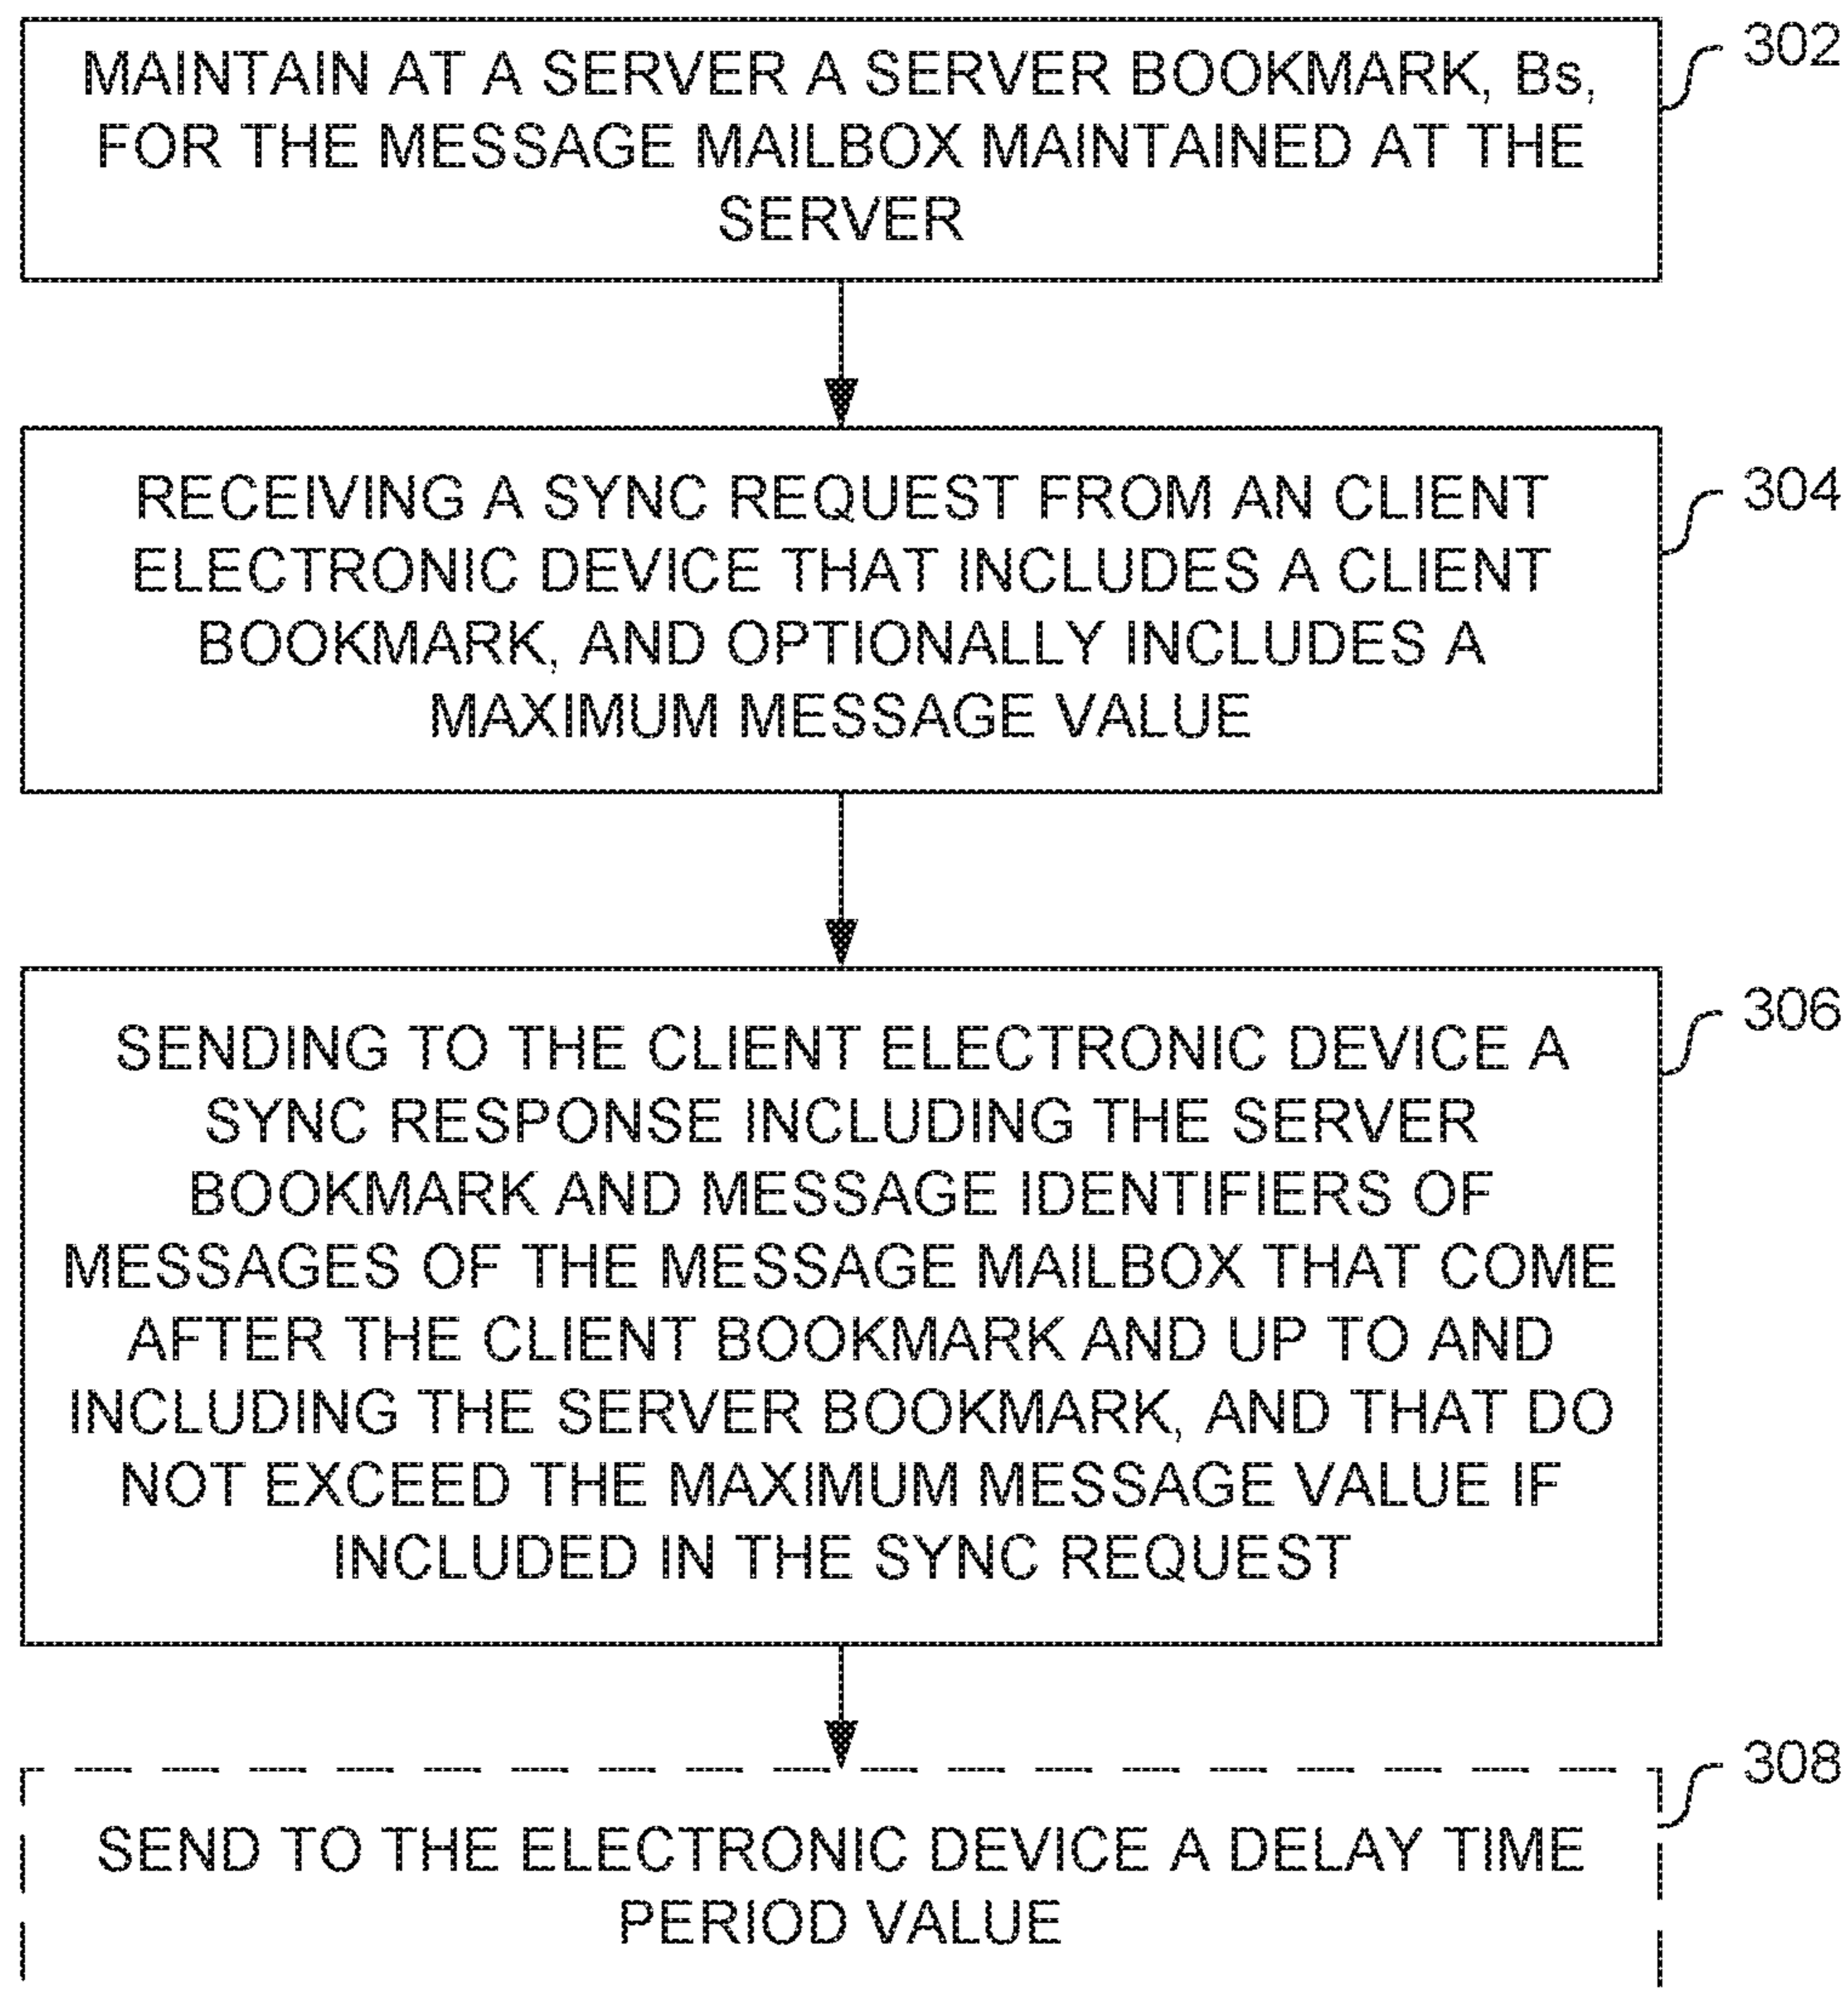 MAINTAIN AT A SERVER A SERVER BOOKMARK, Bs,
FOR THE MESSAGE MAILBOX MAINTAINED AT THE
SERVER
302
RECEIVING A SYNC REQUEST FROM AN CLIENT
ELECTRONIC DEVICE THAT INCLUDES A CLIENT
BOOKMARK, AND OPTIONALLY INCLUDES A
MAXIMUM MESSAGE VALUE
304
SENDING TO THE CLIENT ELECTRONIC DEVICE A
SYNC RESPONSE INCLUDING THE SERVER
BOOKMARK AND MESSAGE IDENTIFIERS OF
MESSAGES OF THE MESSAGE MAILBOX THAT COME
AFTER THE CLIENT BOOKMARK AND UP TO AND
INCLUDING THE SERVER BOOKMARK, AND THAT DO
NOT EXCEED THE MAXIMUM MESSAGE VALUE IF
INCLUDED IN THE SYNC REQUEST
306
SEND TO THE ELECTRONIC DEVICE A DELAY TIME
PERIOD VALUE
308